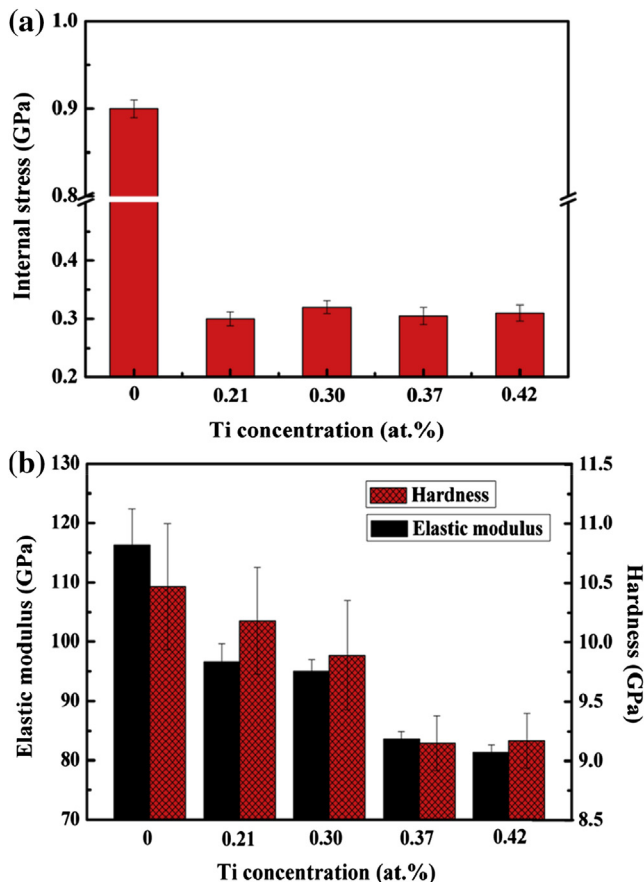 (a)
Internal stress (GPa)
1.0
0.9
0.8
0.4
0.3
0.2
0 0.21 0.30 0.37 0.42
Ti concentration (at.%)
(b)
Elastic modulus (GPa)
130
120
110
100
90
80
70
Hardness
Elastic modulus
11.5
11.0
10.5
10.0
9.5
9.0
8.5
Hardness (GPa)
0 0.21 0.30 0.37 0.42
Ti concentration (at.%)